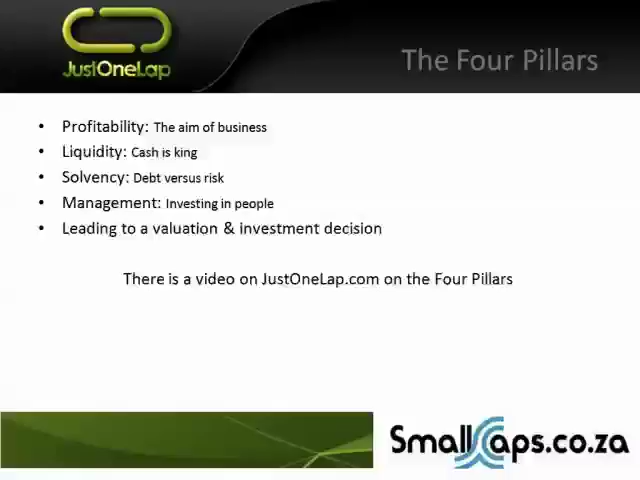 JustOneLap
The Four Pillars
• Profitability: The aim of business
• Liquidity: Cash is king
• Solvency: Debt versus risk
• Management: Investing in people
• Leading to a valuation & investment decision
There is a video on JustOneLap.com on the Four Pillars
SmallCaps.co.za